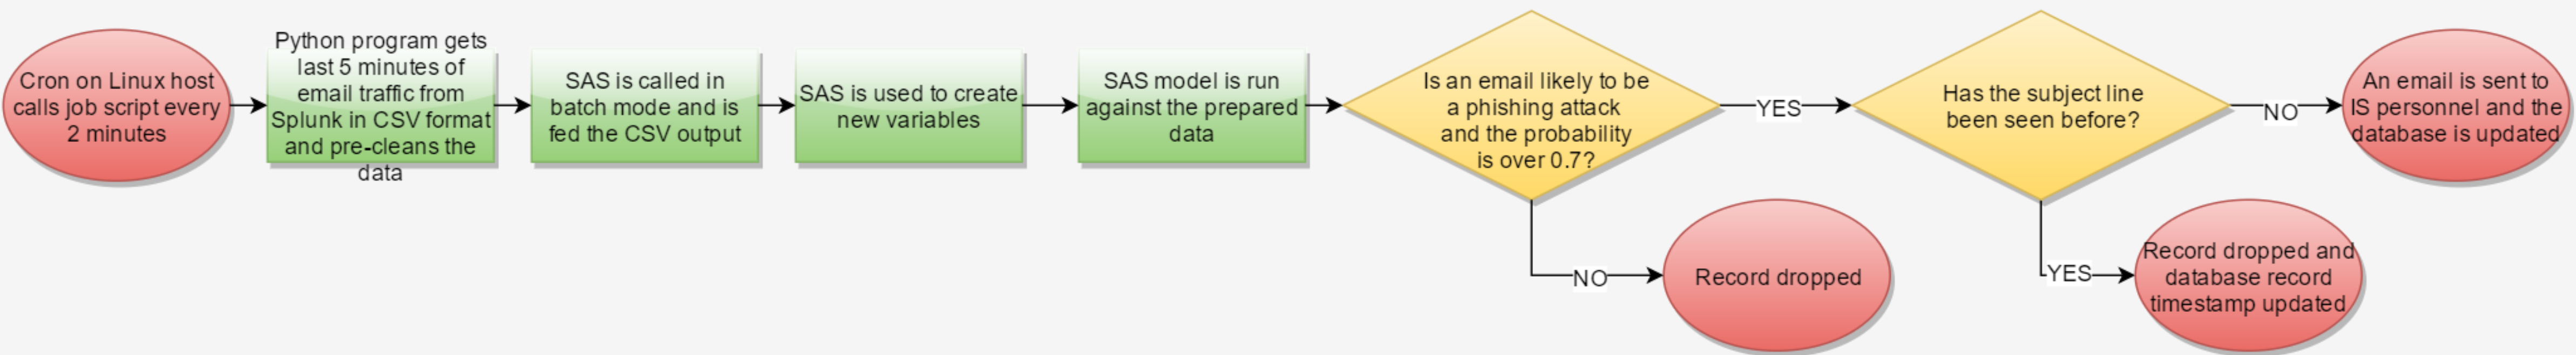 Cron on Linux host
calls job script every
2 minutes
Python program gets
last 5 minutes of
email traffic from
Splunk in CSV format
and pre-cleans the
data
SAS is called in
batch mode and is
fed the CSV output
SAS is used to create
new variables
SAS model is run
against the prepared
data
Is an email likely to be
a phishing attack
and the probability
is over 0.7?
YES
Has the subject line
been seen before?
NO
An email is sent to
IS personnel and the
database is updated
NO
Record dropped
YES
Record dropped and
database record
timestamp updated